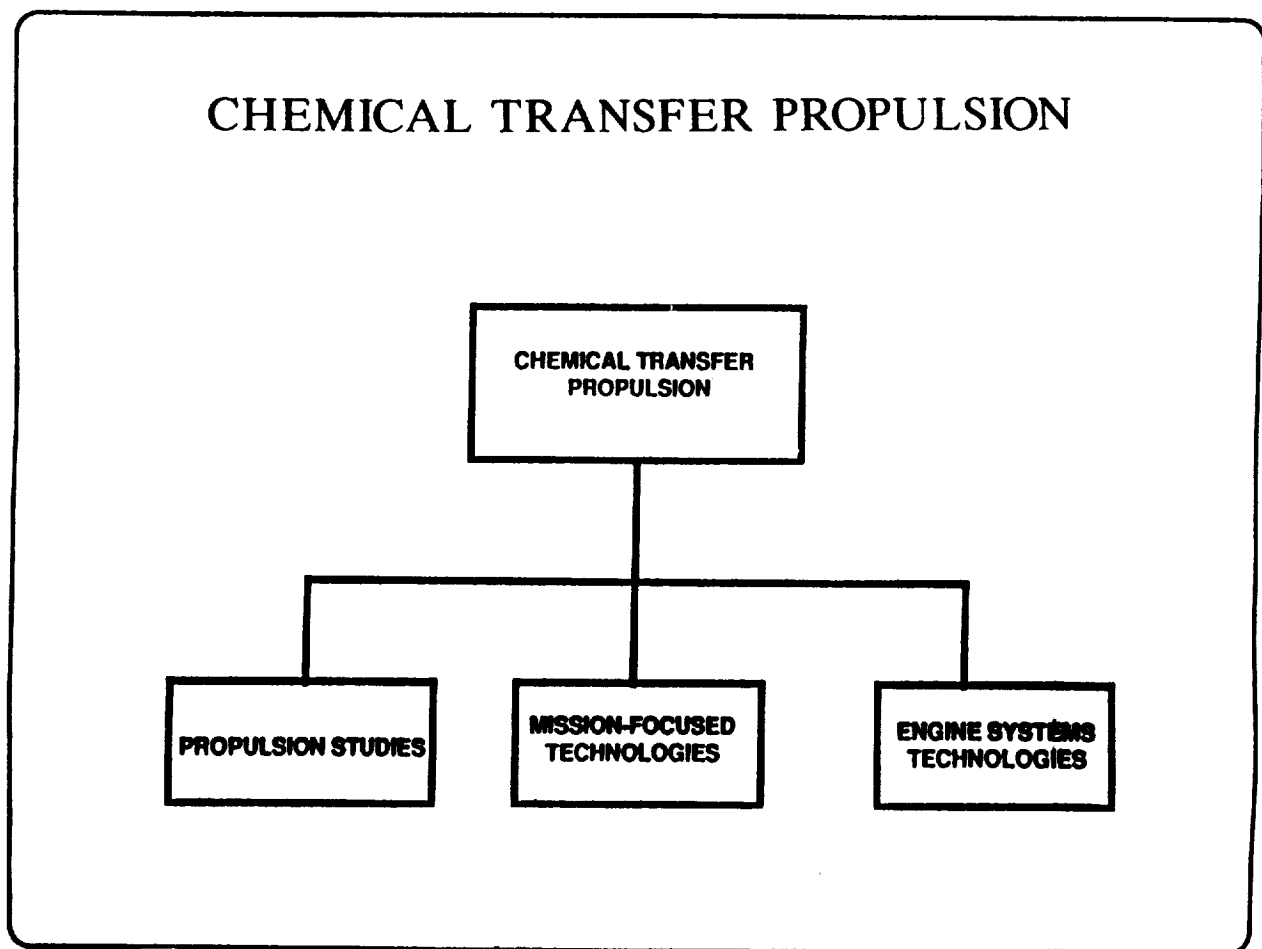 CHEMICAL TRANSFER PROPULSION
CHEMICAL TRANSFER
PROPULSION
PROPULSION STUDIES
MISSION-FOCUSED
TECHNOLOGIES
ENGINE SYSTEMS
TECHNOLOGIES